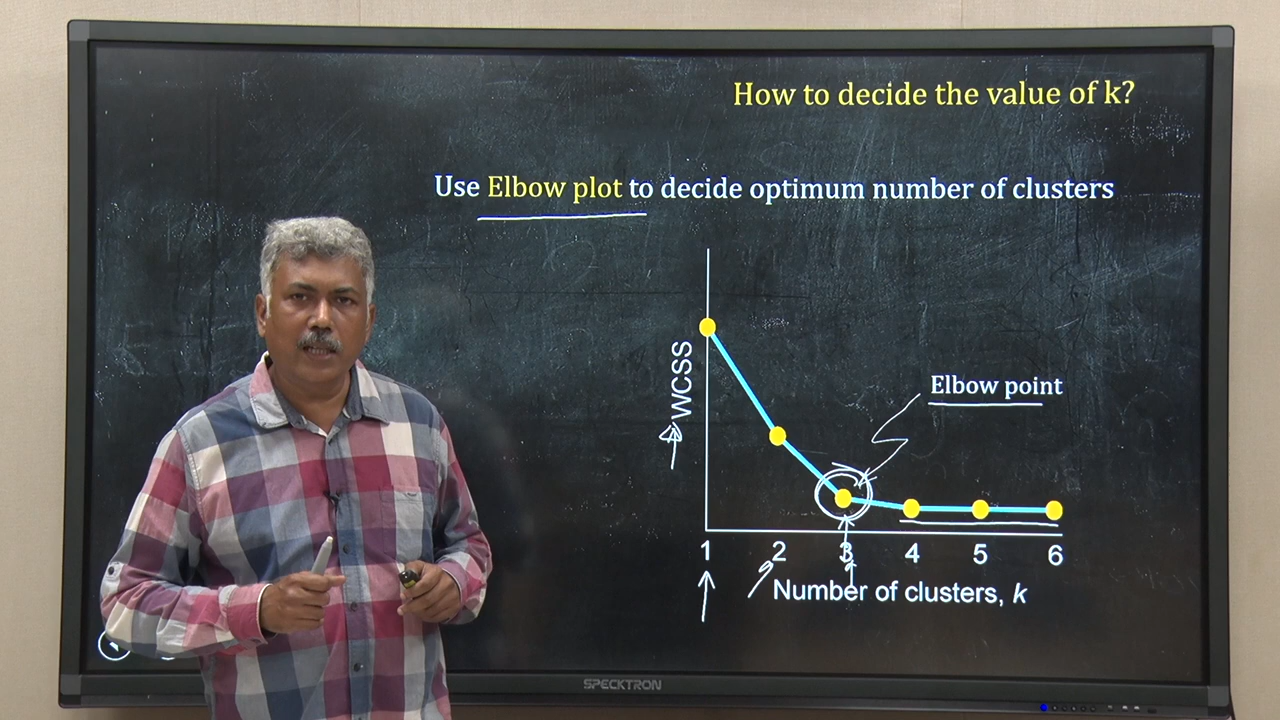 How to decide the value of k?
Use Elbow plot to decide optimum number of clusters
WCSS
Elbow point
1 2 3 4 5 6
Number of clusters, k
SPECKTRON